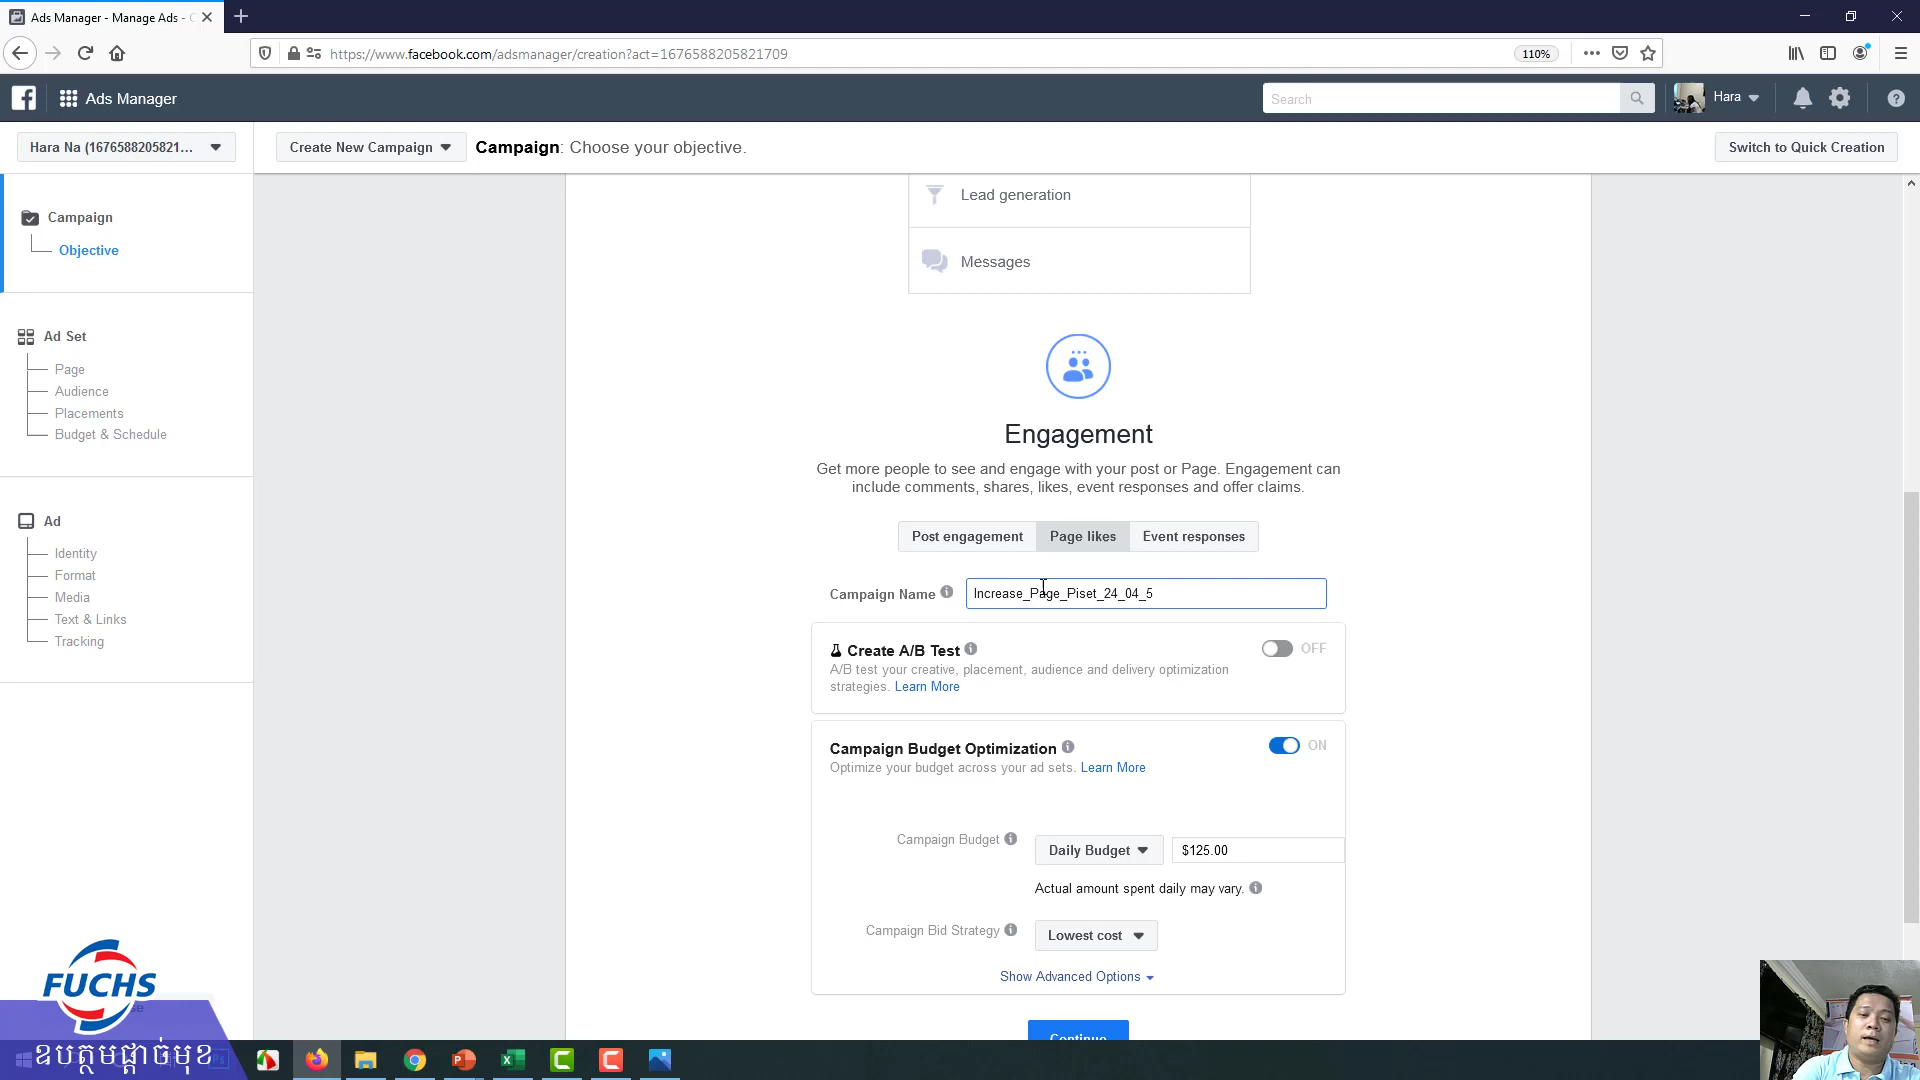 Ads Manager - Manage Ads - C
https://www.facebook.com/adsmanager/creation?act=1676588205821709
110%
Ads Manager
Search
Hara
Hara Na (1676588205821...
Create New Campaign
Campaign: Choose your objective.
Switch to Quick Creation
Campaign
Objective
Ad Set
Page
Audience
Placements
Budget & Schedule
Ad
Identity
Format
Media
Text & Links
Tracking
Lead generation
Messages
Engagement
Get more people to see and engage with your post or Page. Engagement can
include comments, shares, likes, event responses and offer claims.
Post engagement
Page likes
Event responses
Campaign Name
Increase_Page_Piset_24_04_5
Create A/B Test
OFF
A/B test your creative, placement, audience and delivery optimization
strategies. Learn More
Campaign Budget Optimization
ON
Optimize your budget across your ad sets. Learn More
Campaign Budget
Daily Budget
$125.00
Actual amount spent daily may vary.
Campaign Bid Strategy
Lowest cost
Show Advanced Options
Continue
FUCHS
ឧបត្ថមផ្តាច់មុខ